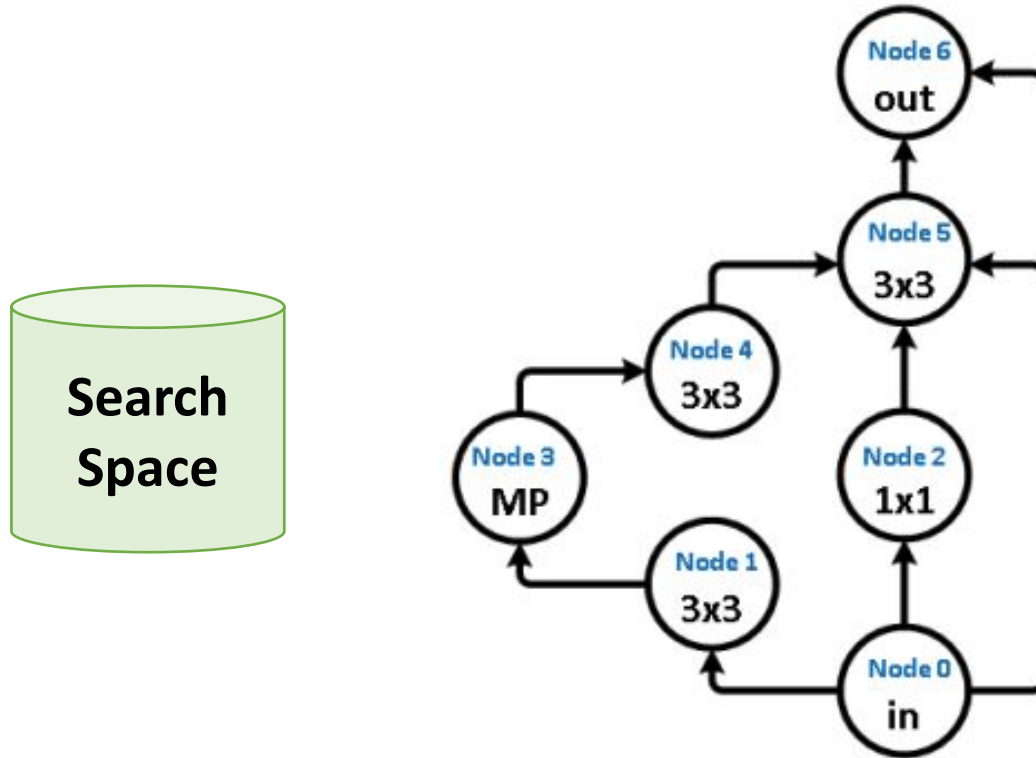 Search
Space
Node 6
out
Node 5
3x3
Node 4
3x3
Node 3
MP
Node 2
1x1
Node 1
3x3
Node 0
in